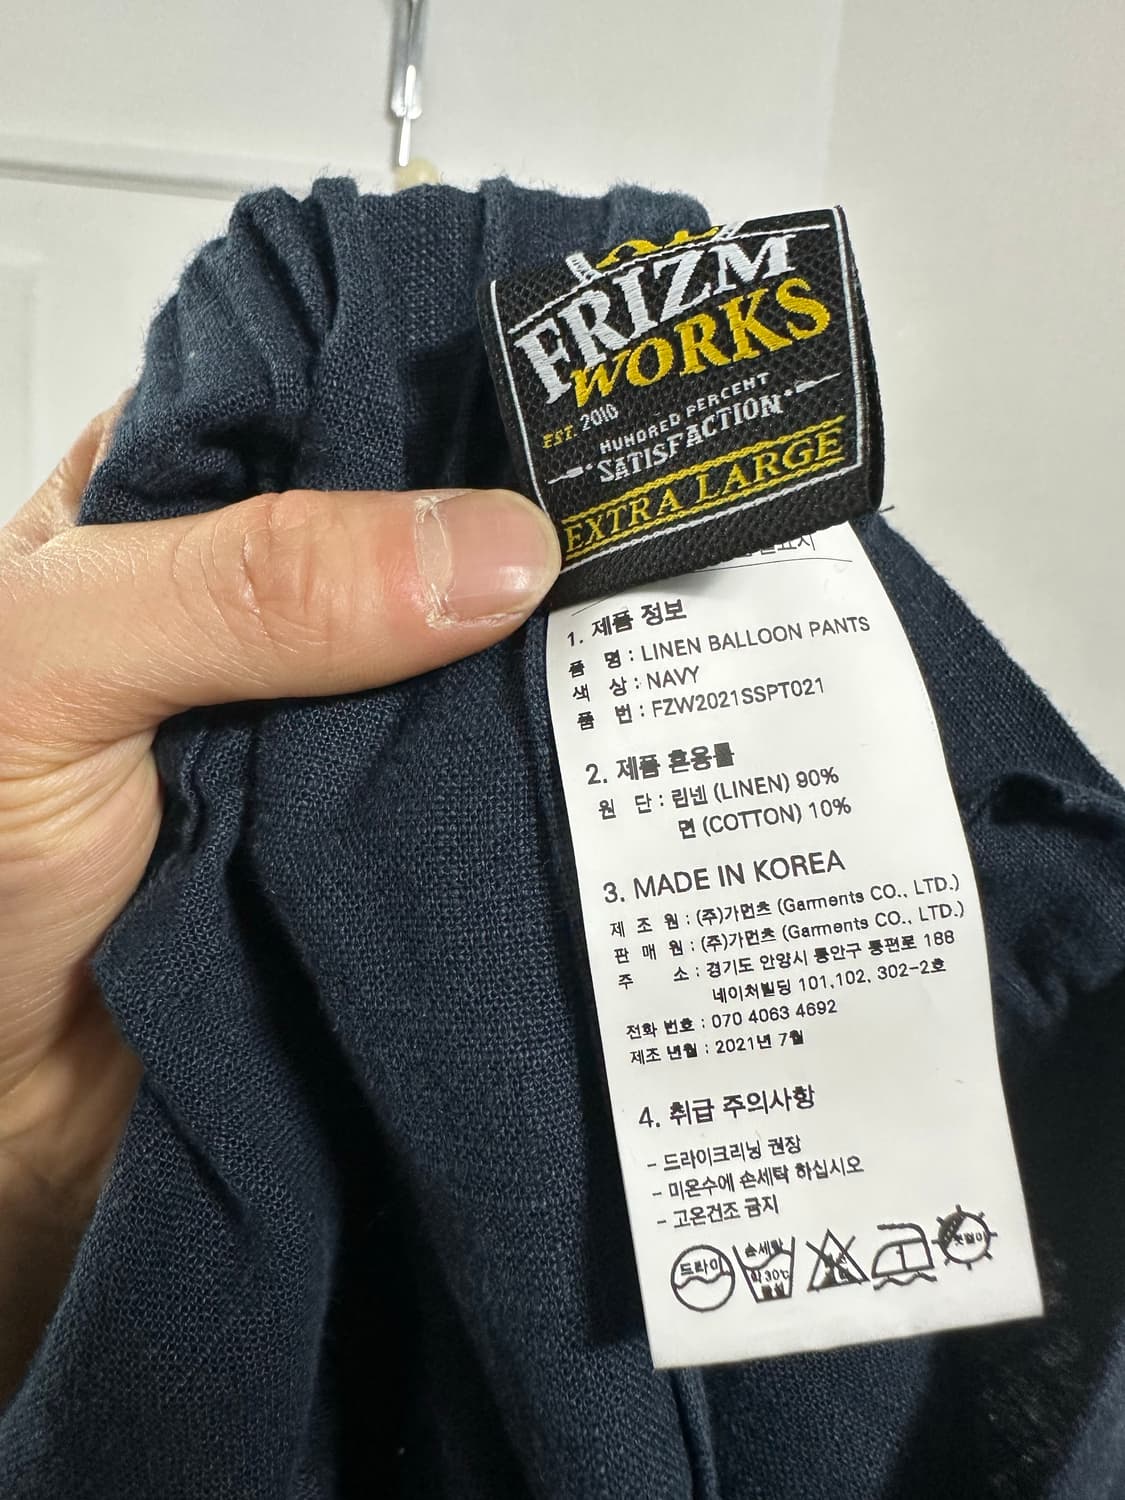 FRIZM
WORKS
EST. 2010
HUNDRED PERCENT
SATISFACTION
EXTRA LARGE
1. 제품 정보
품 명 : LINEN BALLOON PANTS
색 상 : NAVY
품 번 : FZW2021SSPT021
2. 제품 혼용률
원 단 : 린넨 (LINEN) 90%
면 (COTTON) 10%
3. MADE IN KOREA
제 조 원 : (주)가먼츠 (Garments CO., LTD.)
판 매 원 : (주)가먼츠 (Garments CO., LTD.)
주 소 : 경기도 안양시 동안구 동편로 188
네이처빌딩 101,102, 302-2호
전화 번호 : 070 4063 4692
제조 년월 : 2021년 7월
4. 취급 주의사항
- 드라이크리닝 권장
- 미온수에 손세탁 하십시오
- 고온건조 금지
드라이
손세탁
약30℃
중성
1